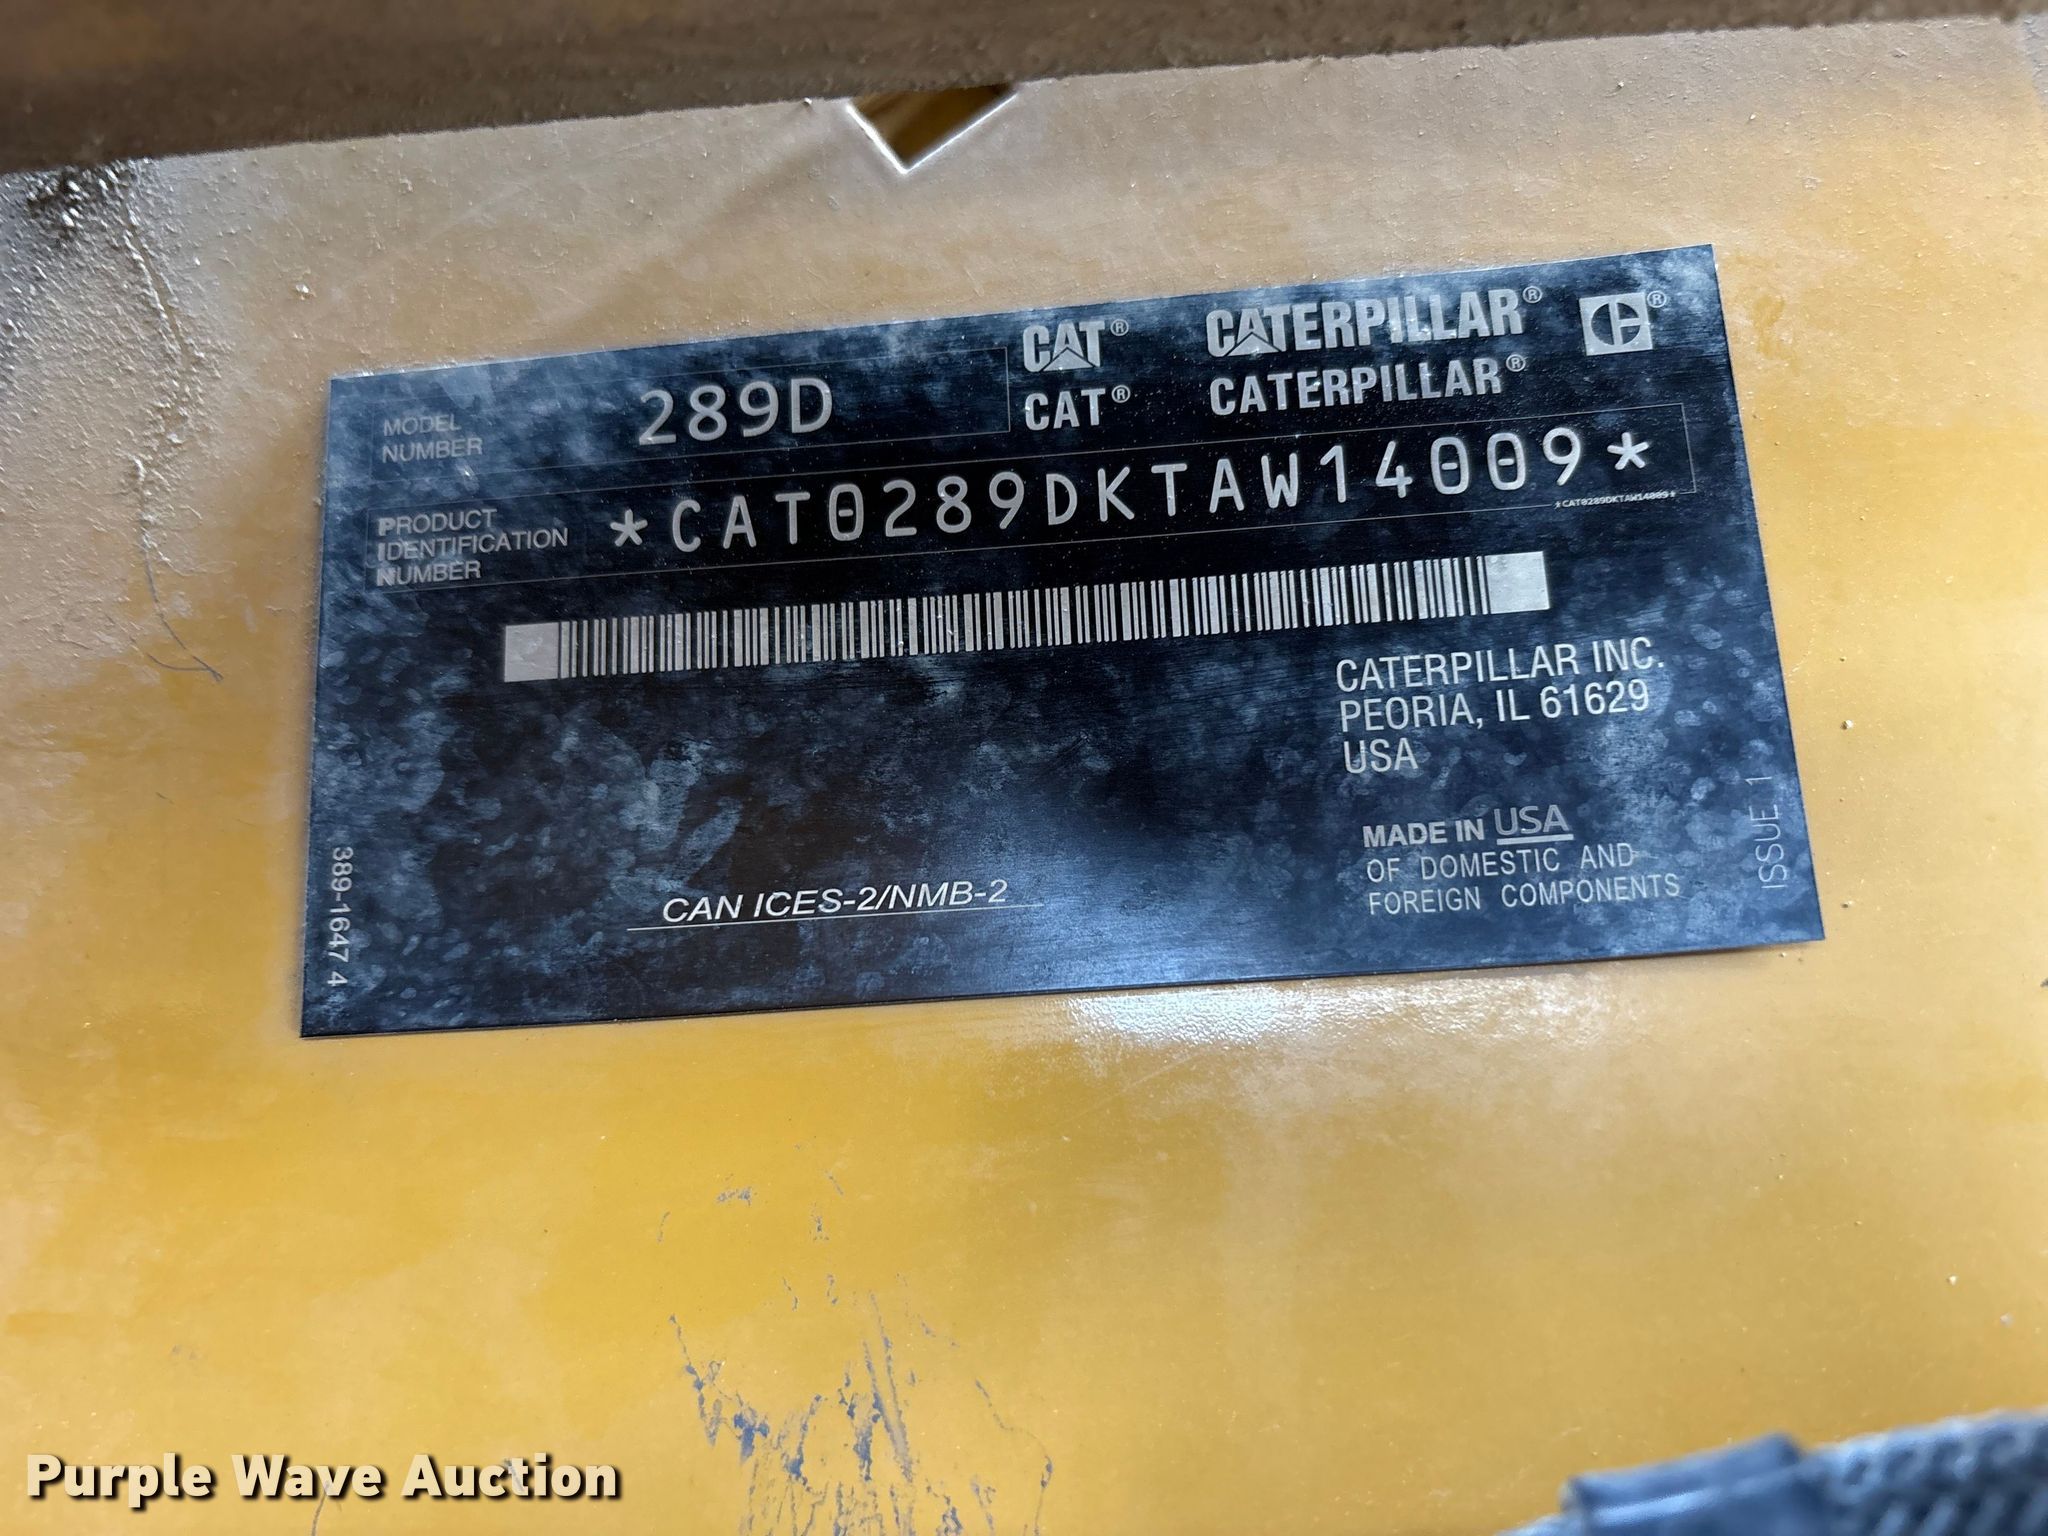 MODEL NUMBER 289D
CAT® CATERPILLAR® ®
CAT® CATERPILLAR®
PRODUCT IDENTIFICATION NUMBER *CAT0289DKTAW14009*
*CAT0289DKTAW14009*
CATERPILLAR INC.
PEORIA, IL 61629
USA
MADE IN USA
OF DOMESTIC AND
FOREIGN COMPONENTS
CAN ICES-2/NMB-2
389-1647 4
ISSUE 1
Purple Wave Auction